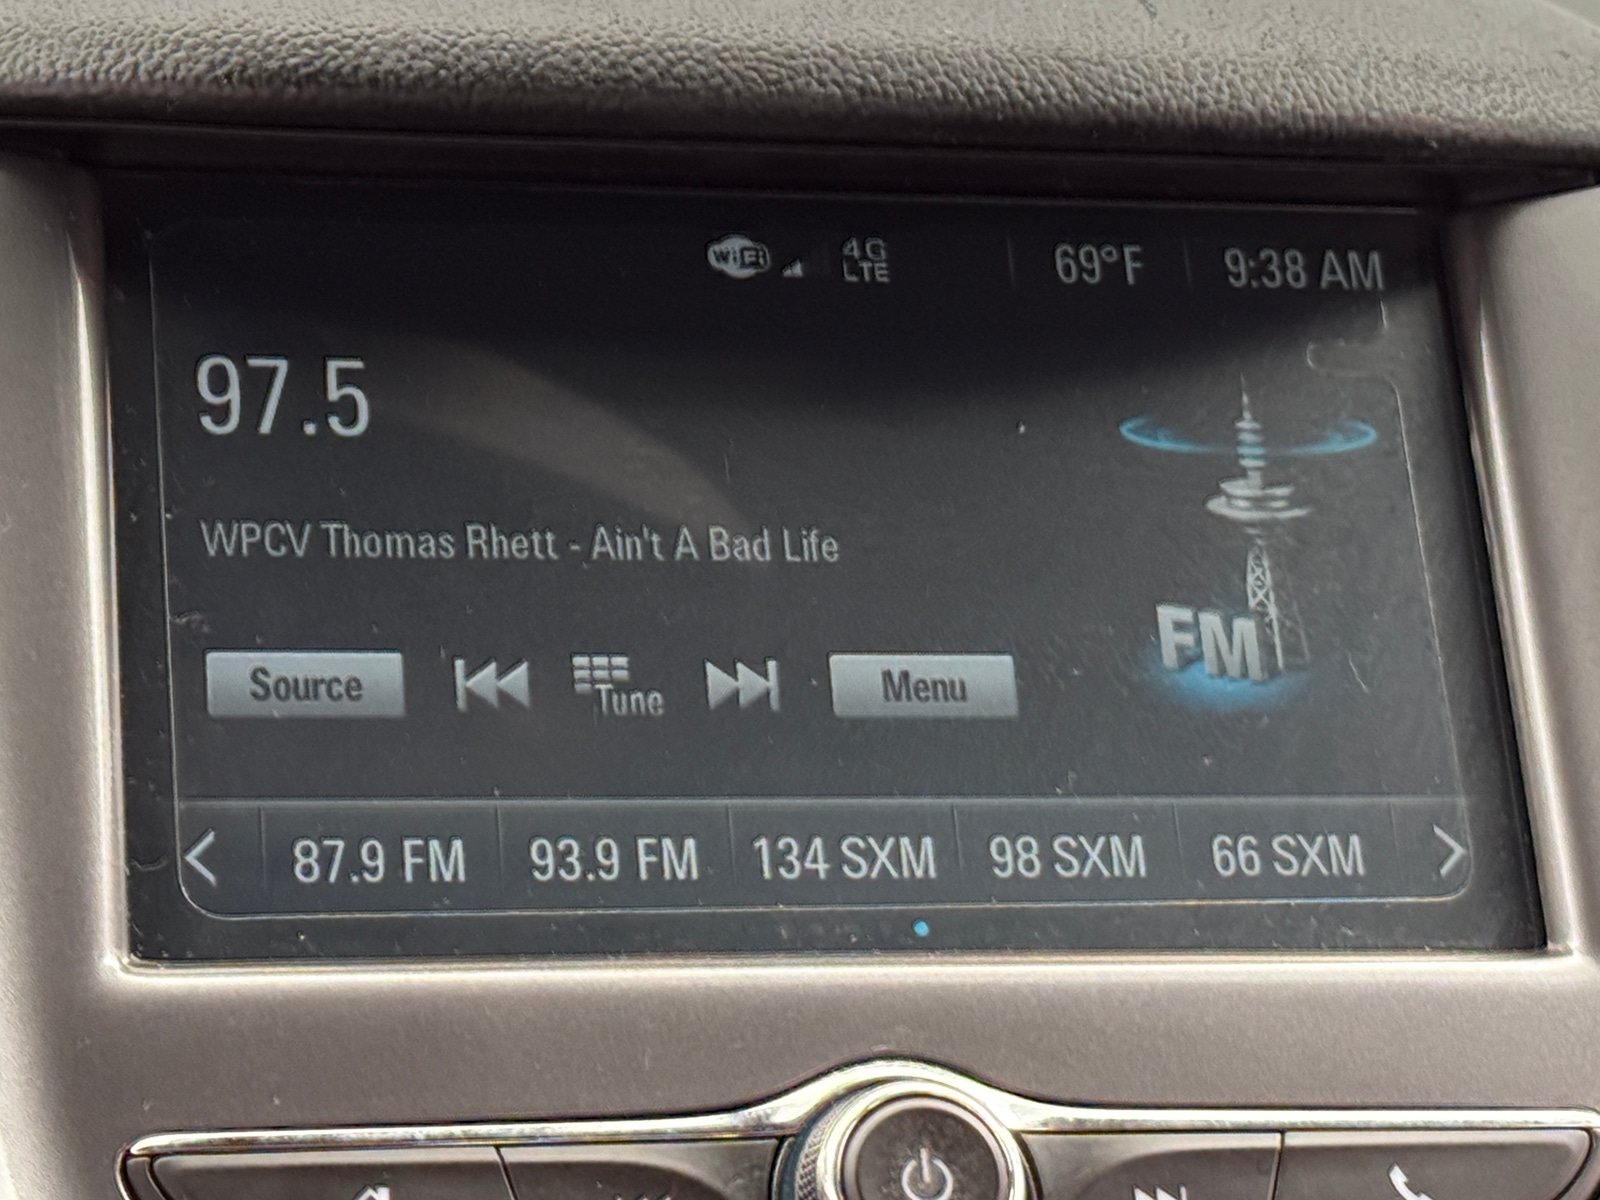 WiFi 4G LTE 69°F 9:38 AM
97.5
WPCV Thomas Rhett - Ain't A Bad Life
FM
Source Tune Menu
87.9 FM 93.9 FM 134 SXM 98 SXM 66 SXM